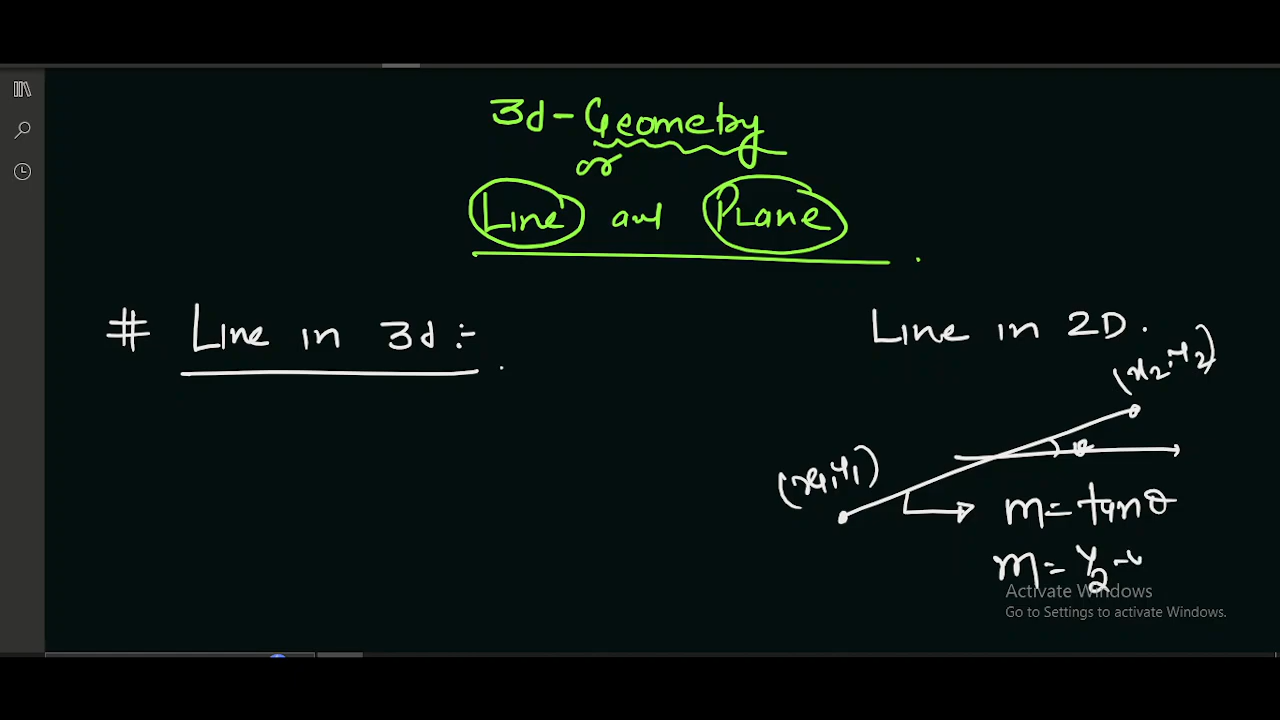 3d-Geometry
or
Line and PLane
# Line in 3d :-
Line in 2D.
(x2,y2)
(x1,y1)
m = tanθ
m = y2 -
Activate Windows
Go to Settings to activate Windows.